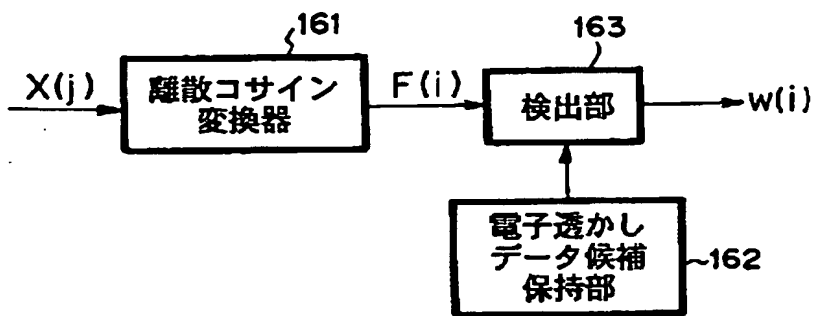 161
163
X(j)
離散コサイン
変換器
F(i)
検出部
w(i)
電子透かし
データ候補
保持部
162